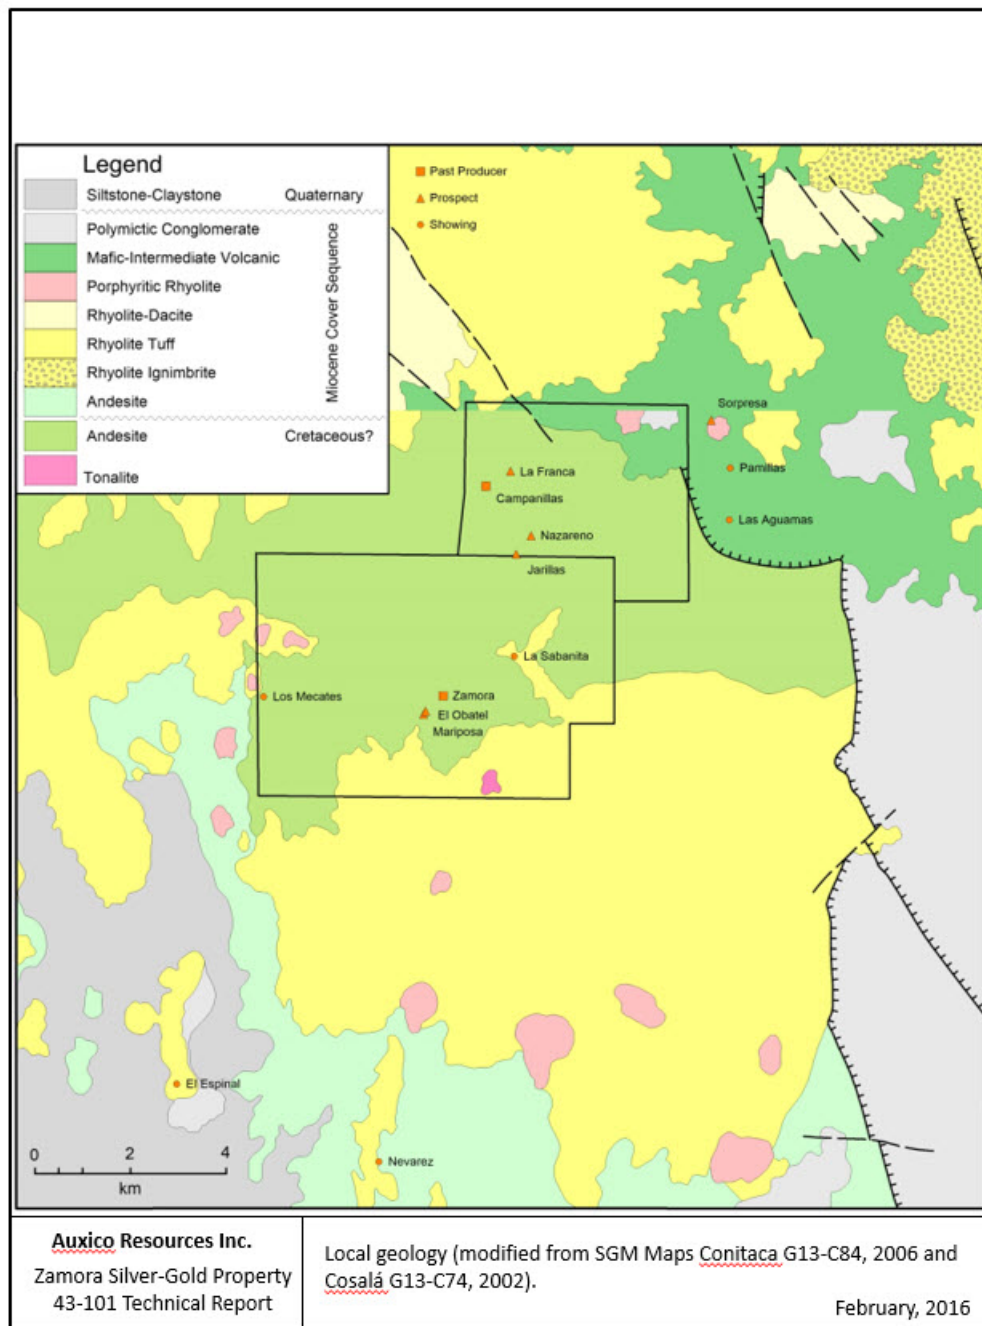 Legend
Siltstone-Claystone Quaternary
Polymictic Conglomerate
Mafic-Intermediate Volcanic
Porphyritic Rhyolite
Rhyolite-Dacite
Rhyolite Tuff
Rhyolite Ignimbrite
Andesite
Miocene Cover Sequence
Andesite Cretaceous?
Tonalite
Past Producer
Prospect
Showing
Sorpresa
La Franca
Pamillas
Campanillas
Las Aguamas
Nazareno
Jarillas
La Sabanita
Los Mecates
Zamora
El Obatel
Mariposa
El Espinal
Nevarez
0 2 4
km
Auxico Resources Inc.
Zamora Silver-Gold Property
43-101 Technical Report
Local geology (modified from SGM Maps Conitaca G13-C84, 2006 and
Cosalá G13-C74, 2002).
February, 2016